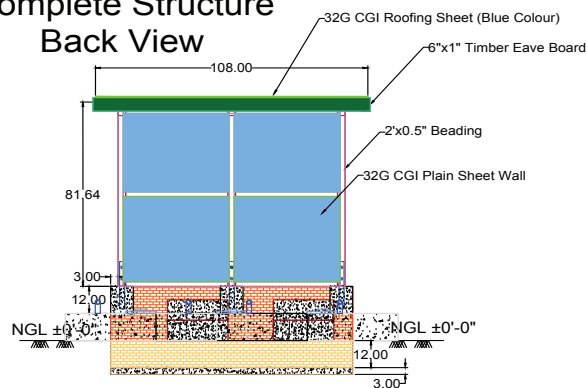 omplete Structure
Back View
32G CGI Roofing Sheet (Blue Colour)
6"x1" Timber Eave Board
108.00
2'x0.5" Beading
81.64
32G CGI Plain Sheet Wall
3.00
12.00
NGL ±0'-0"
NGL ±0'-0"
12.00
3.00